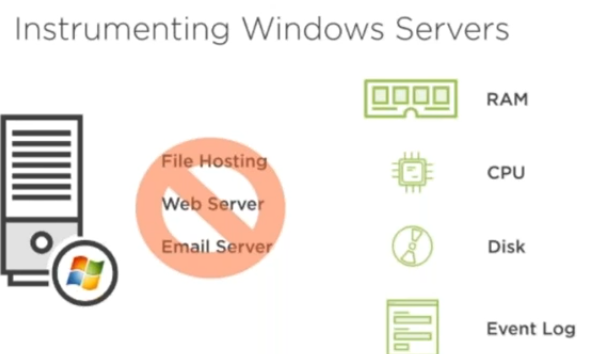 Instrumenting Windows Servers
File Hosting
Web Server
Email Server
RAM
CPU
Disk
Event Log